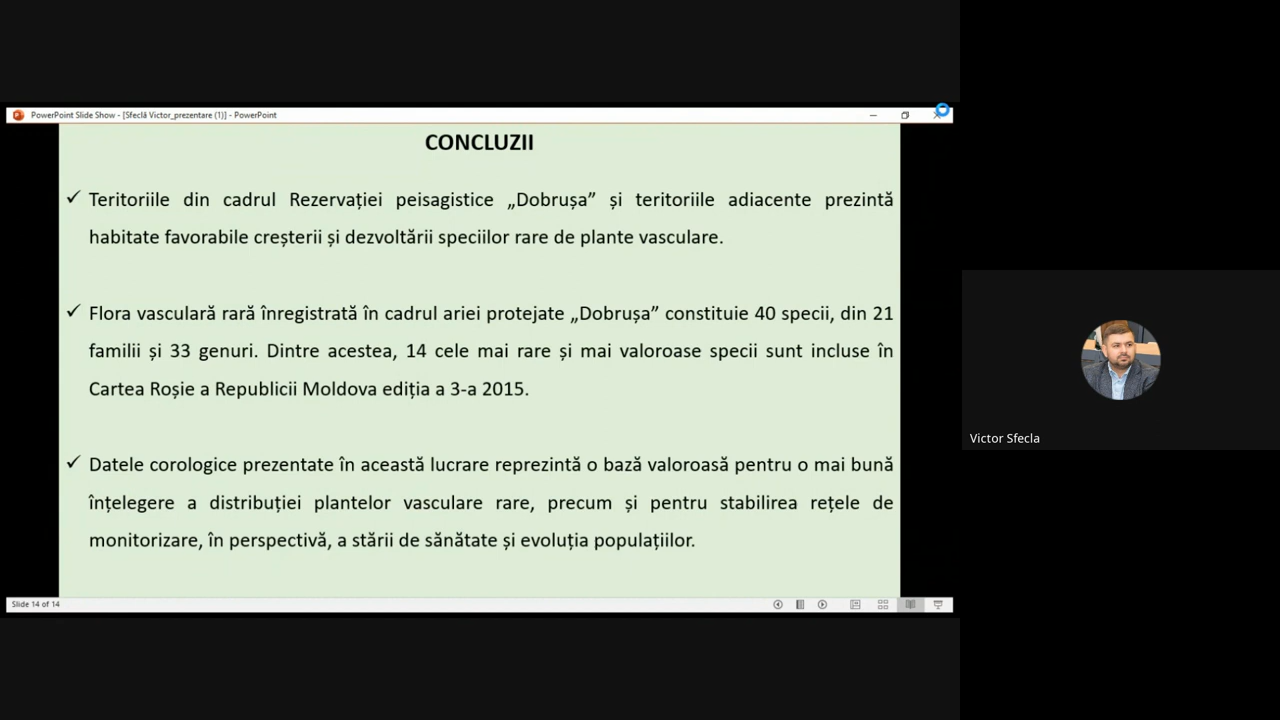 PowerPoint Slide Show - [Sfeclă Victor_prezentare (1)] - PowerPoint
CONCLUZII
✓ Teritoriile din cadrul Rezervației peisagistice „Dobrușa” și teritoriile adiacente prezintă
habitate favorabile creșterii și dezvoltării speciilor rare de plante vasculare.
✓ Flora vasculară rară înregistrată în cadrul ariei protejate „Dobrușa” constituie 40 specii, din 21
familii și 33 genuri. Dintre acestea, 14 cele mai rare și mai valoroase specii sunt incluse în
Cartea Roșie a Republicii Moldova ediția a 3-a 2015.
✓ Datele corologice prezentate în această lucrare reprezintă o bază valoroasă pentru o mai bună
înțelegere a distribuției plantelor vasculare rare, precum și pentru stabilirea rețele de
monitorizare, în perspectivă, a stării de sănătate și evoluția populațiilor.
Slide 14 of 14
Victor Sfecla